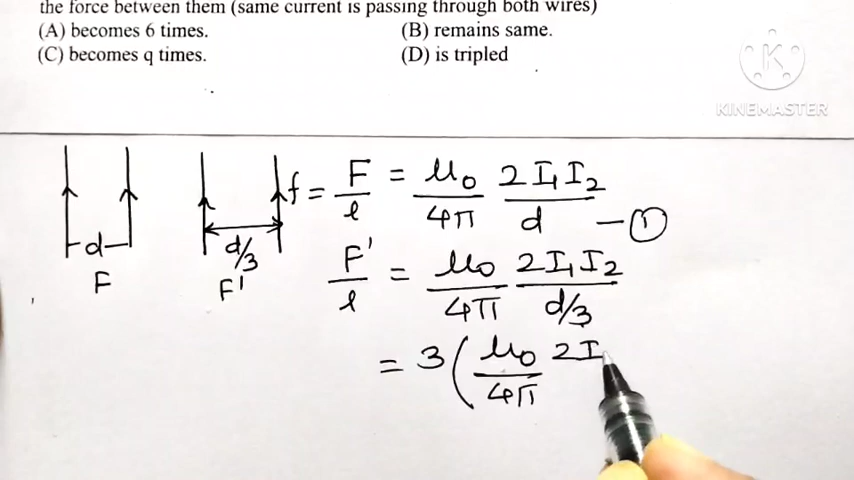 the force between them (same current is passing through both wires)
(A) becomes 6 times. (B) remains same.
(C) becomes q times. (D) is tripled
K
KINEMASTER
f = F/l = μ₀/4π 2I₁I₂/d —①
d d/3
F F'
F'/l = μ₀/4π 2I₁I₂/d/3
= 3 ( μ₀/4π 2I